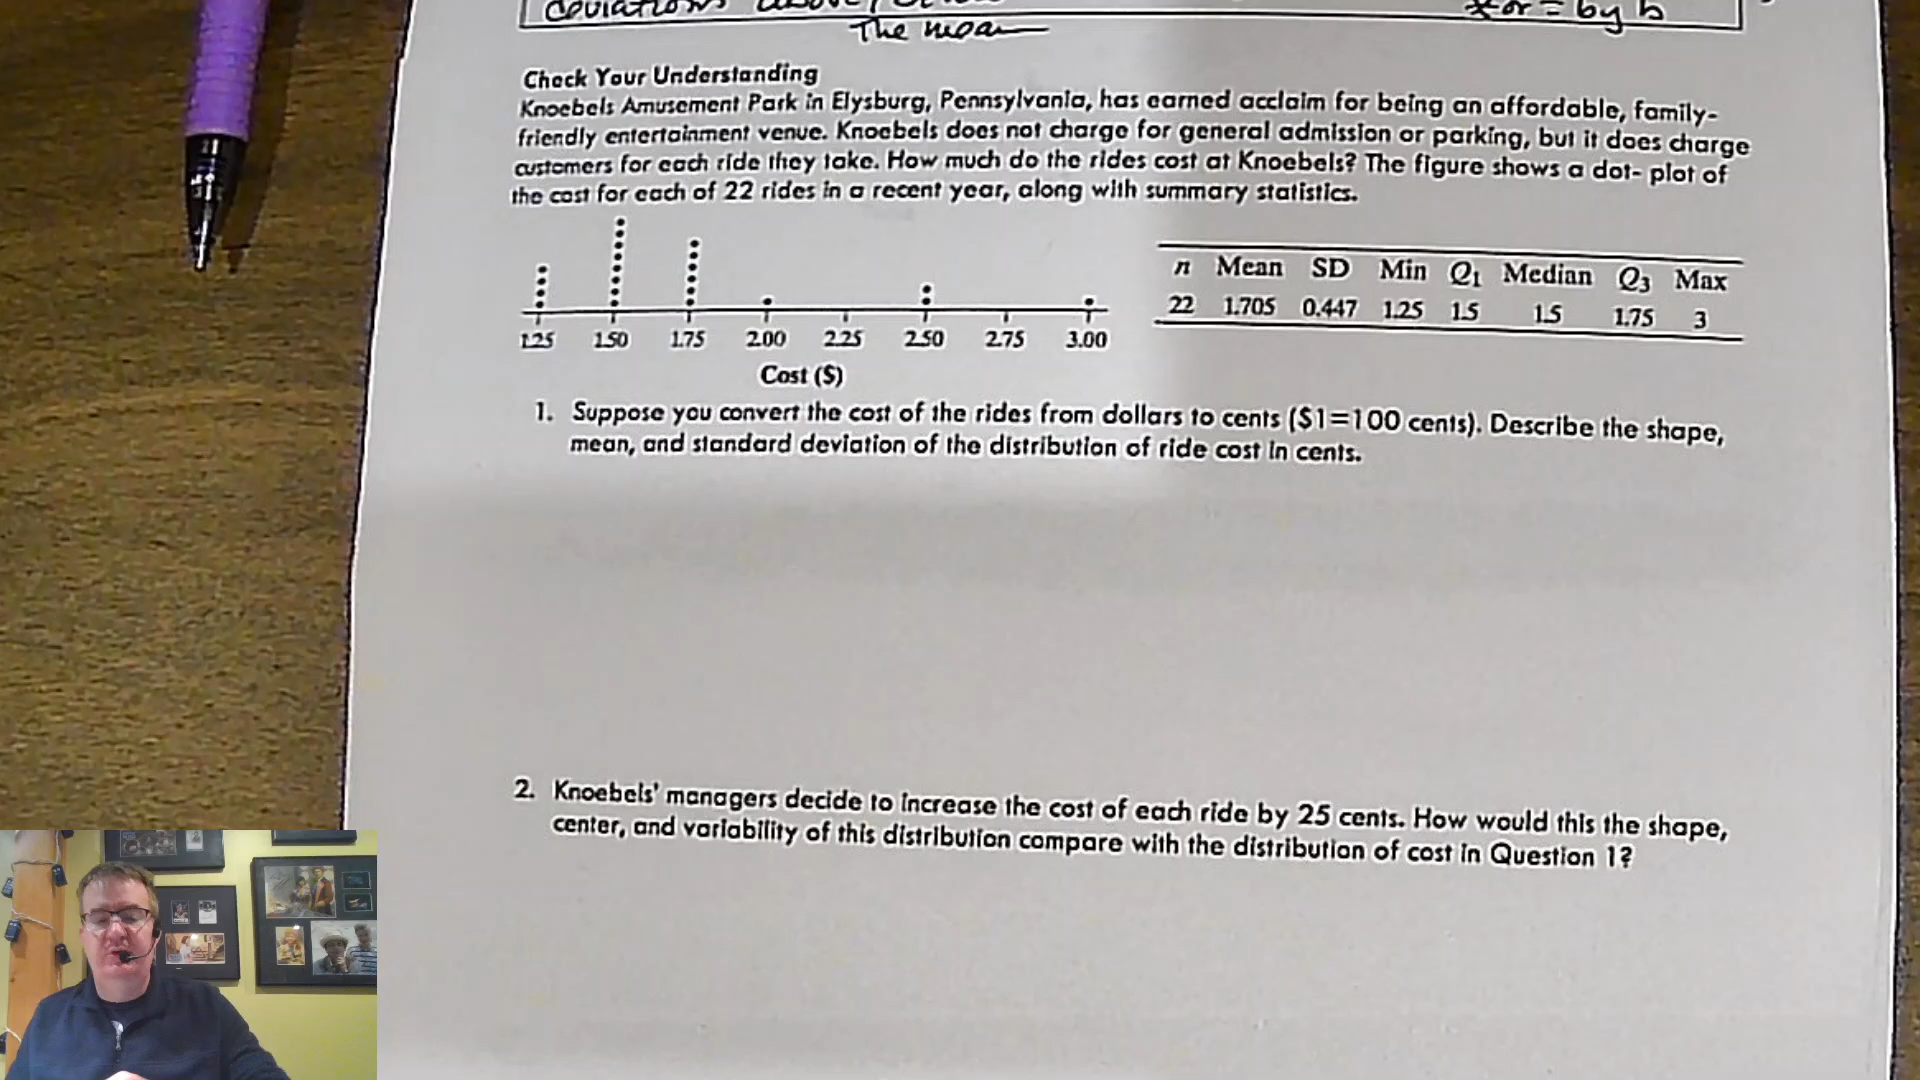 The mean
Check Your Understanding
Knoebels Amusement Park in Elysburg, Pennsylvania, has earned acclaim for being an affordable, family-
friendly entertainment venue. Knoebels does not charge for general admission or parking, but it does charge
customers for each ride they take. How much do the rides cost at Knoebels? The figure shows a dot- plot of
the cost for each of 22 rides in a recent year, along with summary statistics.
n Mean SD Min Q1 Median Q3 Max
22 1.705 0.447 1.25 1.5 1.5 1.75 3
1.25 1.50 1.75 2.00 2.25 2.50 2.75 3.00
Cost ($)
1. Suppose you convert the cost of the rides from dollars to cents ($1=100 cents). Describe the shape,
mean, and standard deviation of the distribution of ride cost in cents.
2. Knoebels' managers decide to increase the cost of each ride by 25 cents. How would this the shape,
center, and variability of this distribution compare with the distribution of cost in Question 1?